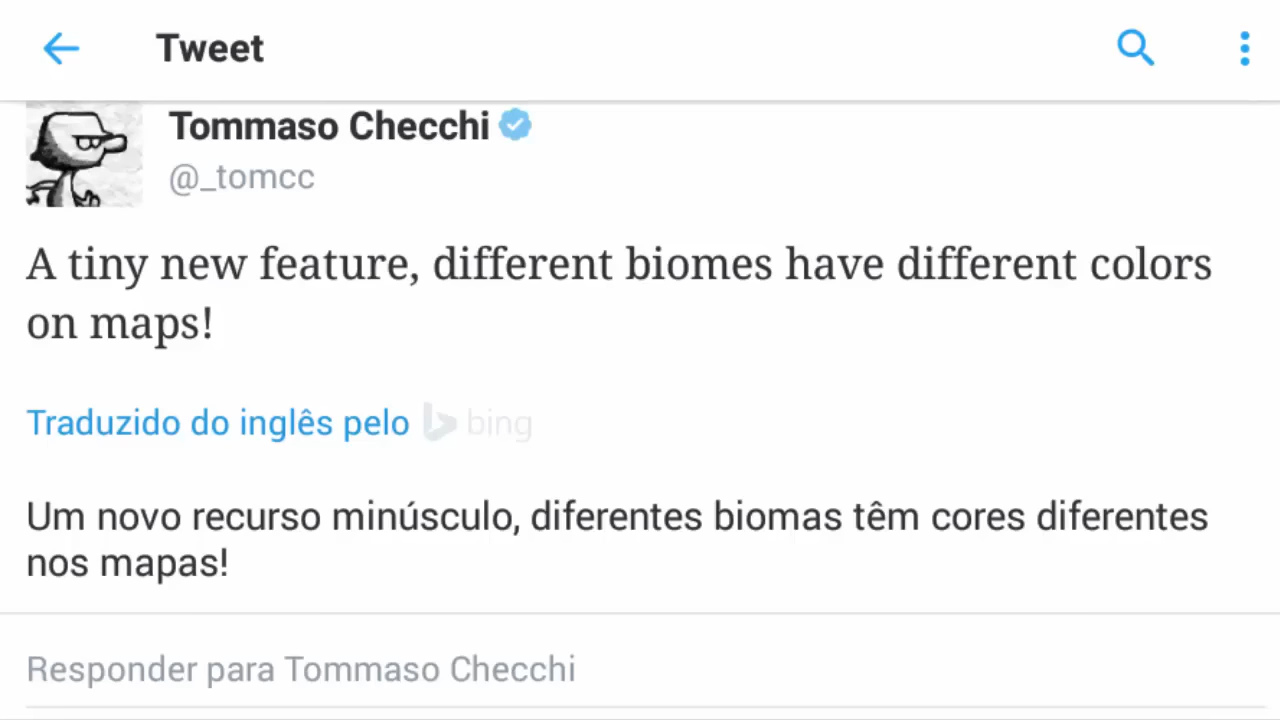 Tweet
Tommaso Checchi
@_tomcc
A tiny new feature, different biomes have different colors
on maps!
Traduzido do inglês pelo bing
Um novo recurso minúsculo, diferentes biomas têm cores diferentes
nos mapas!
Responder para Tommaso Checchi